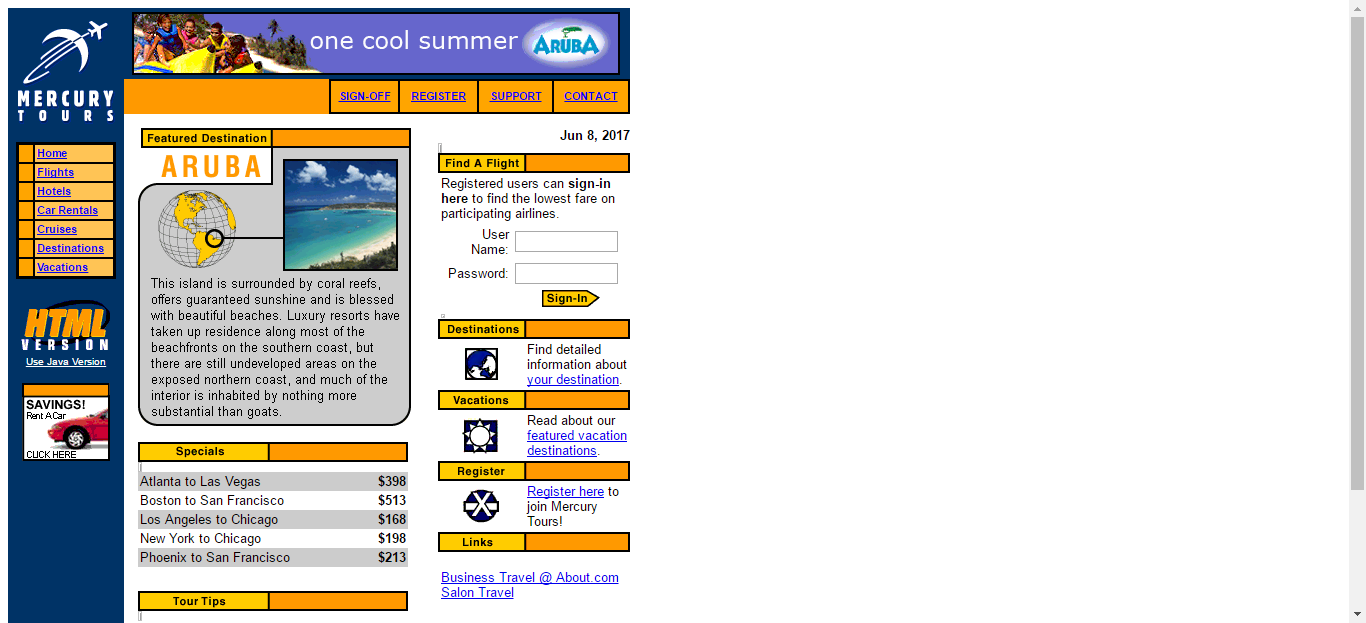 one cool summer ARUBA
MERCURY
TOURS
SIGN-OFF REGISTER SUPPORT CONTACT
Home
Flights
Hotels
Car Rentals
Cruises
Destinations
Vacations
HTML
VERSION
Use Java Version
SAVINGS!
Rent A Car
CLICK HERE
Featured Destination
ARUBA
This island is surrounded by coral reefs,
offers guaranteed sunshine and is blessed
with beautiful beaches. Luxury resorts have
taken up residence along most of the
beachfronts on the southern coast, but
there are still undeveloped areas on the
exposed northern coast, and much of the
interior is inhabited by nothing more
substantial than goats.
Specials
Atlanta to Las Vegas $398
Boston to San Francisco $513
Los Angeles to Chicago $168
New York to Chicago $198
Phoenix to San Francisco $213
Tour Tips
Jun 8, 2017
Find A Flight
Registered users can sign-in
here to find the lowest fare on
participating airlines.
User
Name:
Password:
Sign-In
Destinations
Find detailed
information about
your destination.
Vacations
Read about our
featured vacation
destinations.
Register
Register here to
join Mercury
Tours!
Links
Business Travel @ About.com
Salon Travel